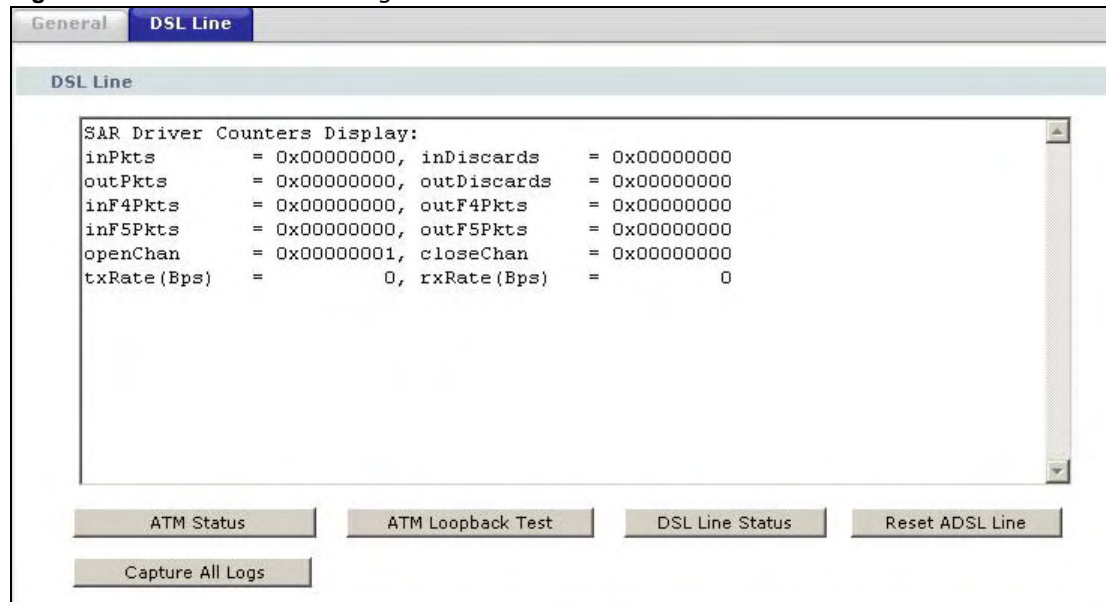 General DSL Line
DSL Line
SAR Driver Counters Display:
inPkts = 0x00000000, inDiscards = 0x00000000
outPkts = 0x00000000, outDiscards = 0x00000000
inF4Pkts = 0x00000000, outF4Pkts = 0x00000000
inF5Pkts = 0x00000000, outF5Pkts = 0x00000000
openChan = 0x00000001, closeChan = 0x00000000
txRate(Bps) = 0, rxRate(Bps) = 0
ATM Status ATM Loopback Test DSL Line Status Reset ADSL Line
Capture All Logs